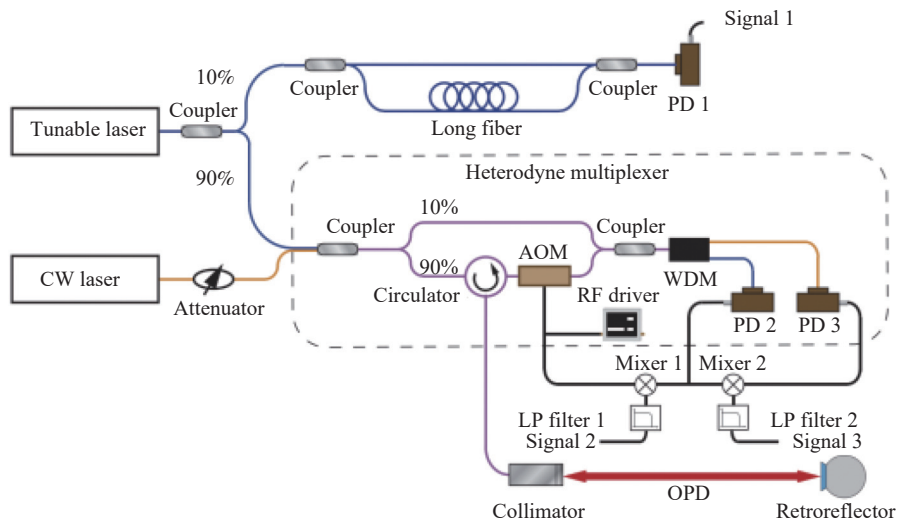 Signal 1
10%
Coupler
Coupler
Coupler
PD 1
Tunable laser
Long fiber
90%
Heterodyne multiplexer
Coupler
10%
Coupler
AOM
CW laser
90%
WDM
Attenuator
Circulator
RF driver
PD 2
PD 3
Mixer 1
Mixer 2
LP filter 1
LP filter 2
Signal 2
Signal 3
OPD
Collimator
Retroreflector